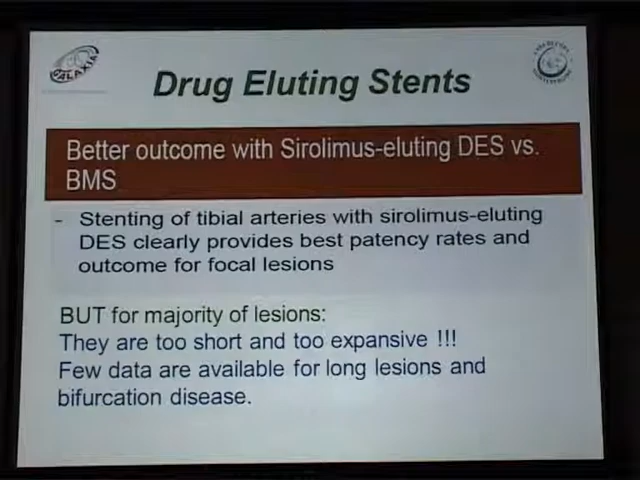 GALAXIA
Drug Eluting Stents
Better outcome with Sirolimus-eluting DES vs.
BMS
- Stenting of tibial arteries with sirolimus-eluting
DES clearly provides best patency rates and
outcome for focal lesions
BUT for majority of lesions:
They are too short and too expansive !!!
Few data are available for long lesions and
bifurcation disease.